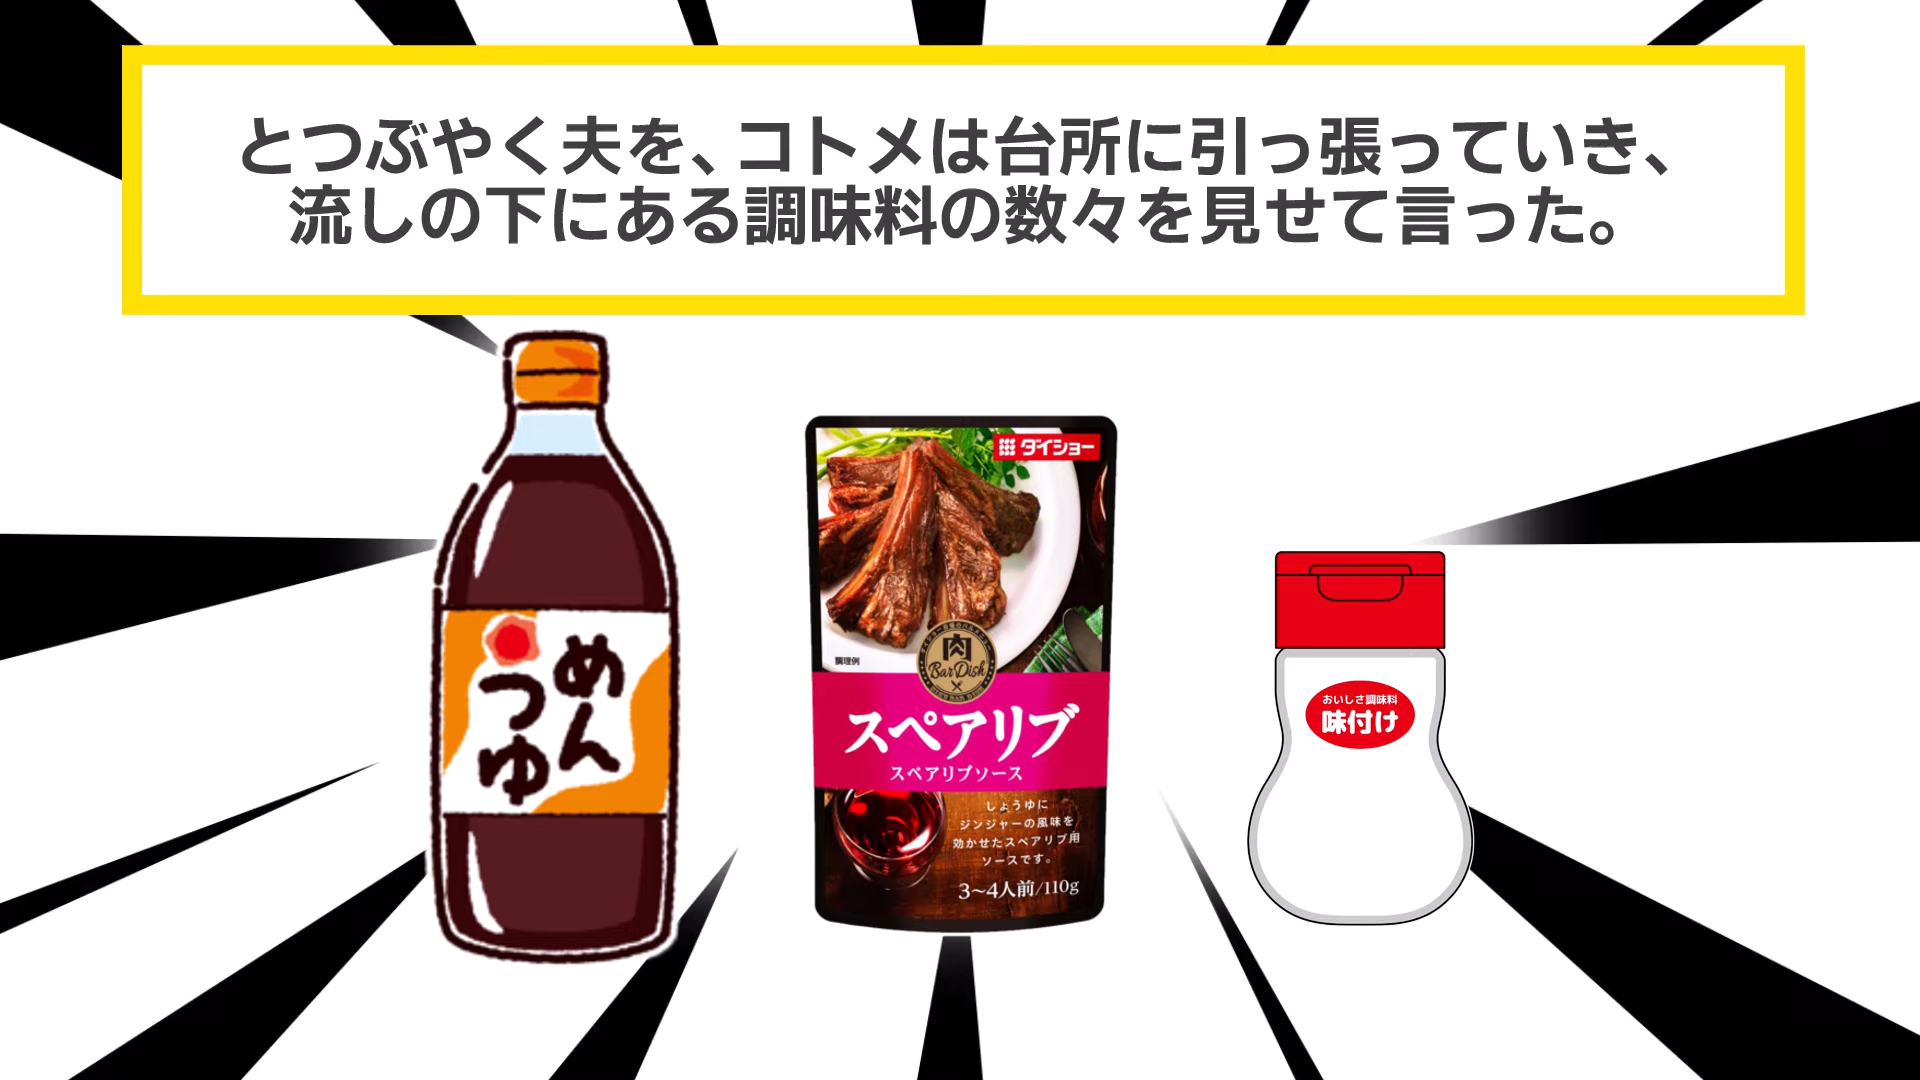 とつぶやく夫を、コトメは台所に引っ張っていき、
流しの下にある調味料の数々を見せて言った。
めん
つゆ
ダイショー
調理例
肉
Bar Dish
スペアリブ
スペアリブソース
しょうゆに
ジンジャーの風味を
効かせたスペアリブ用
ソースです。
3~4人前/110g
おいしさ調味料
味付け